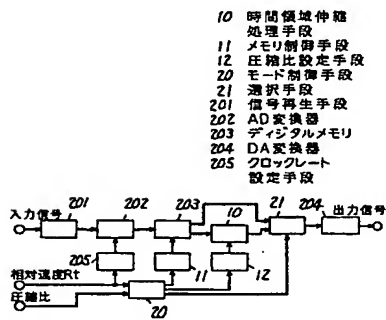 10 時間領域伸縮
処理手段
11 メモリ制御手段
12 圧縮比設定手段
20 モード制御手段
21 選択手段
201 信号再生手段
202 AD変換器
203 ディジタルメモリ
204 DA変換器
205 クロックレート
設定手段
入力信号 201 202 203 10 21 204 出力信号
205 11 12
相対速度Rt
圧縮比
20